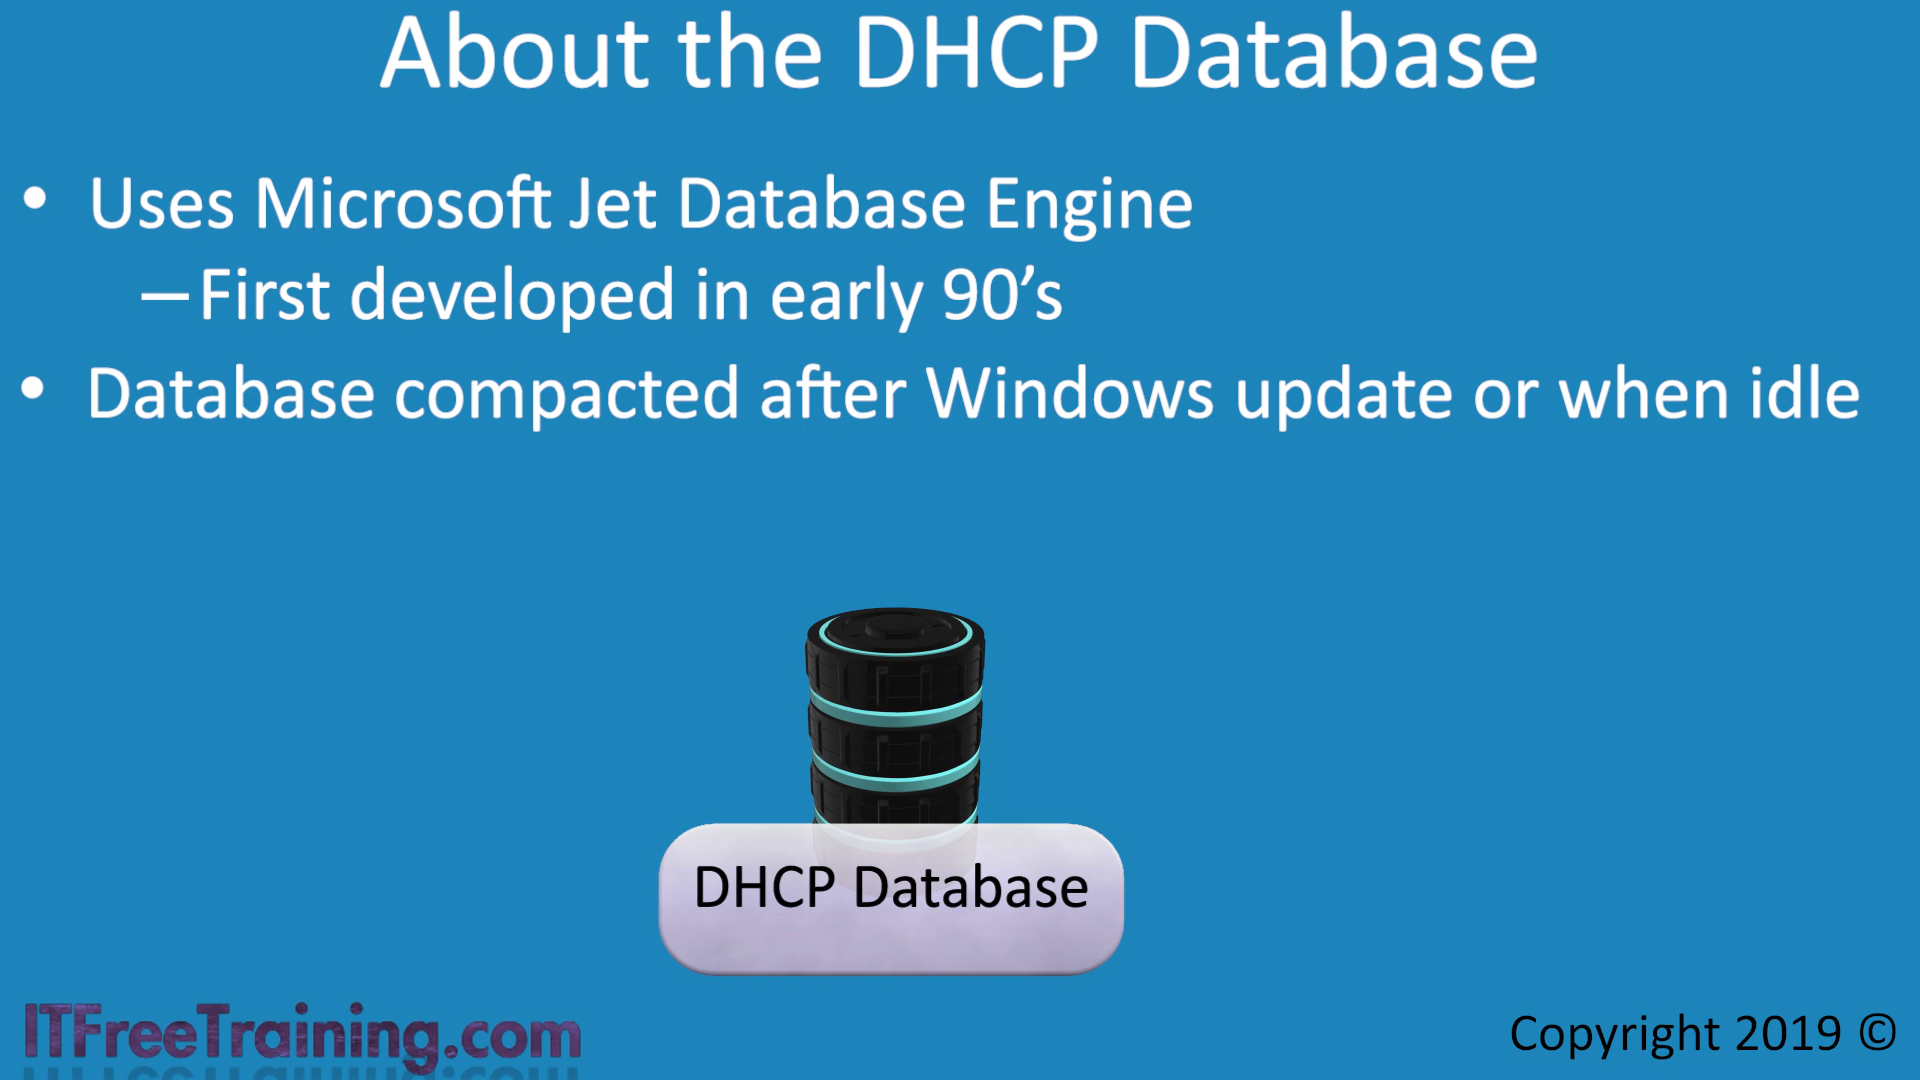 About the DHCP Database
• Uses Microsoft Jet Database Engine
–First developed in early 90’s
• Database compacted after Windows update or when idle
DHCP Database
ITFreeTraining.com
Copyright 2019 ©